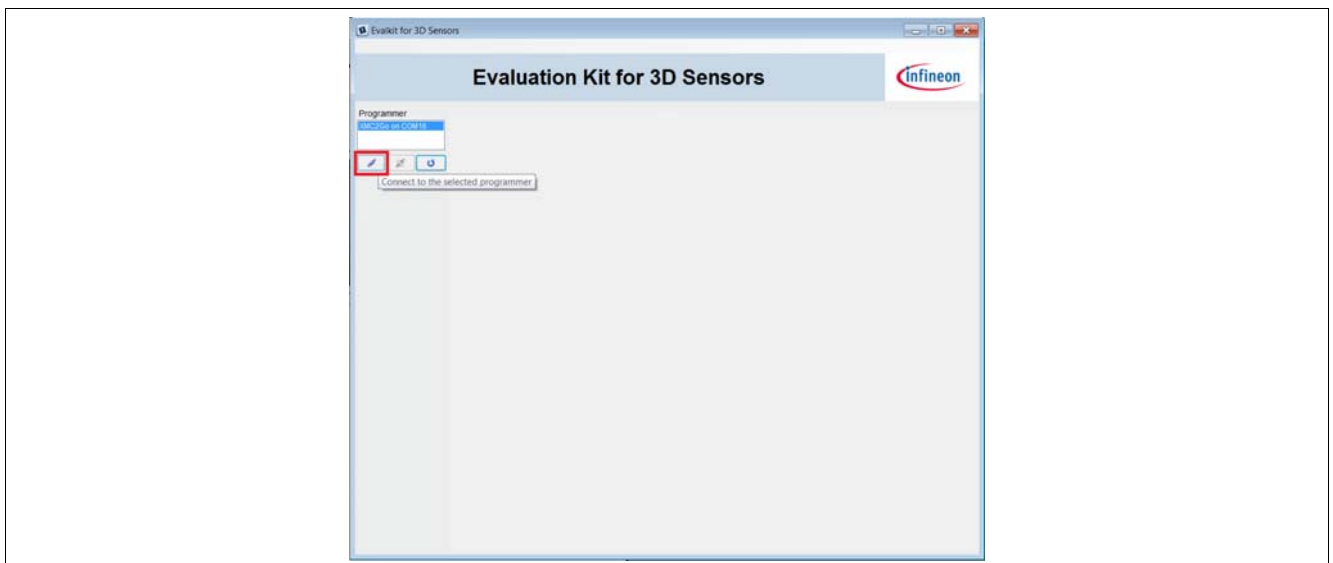 Evalkit for 3D Sensors
Evaluation Kit for 3D Sensors
infineon
Programmer
XMC2Go on COM16
Connect to the selected programmer